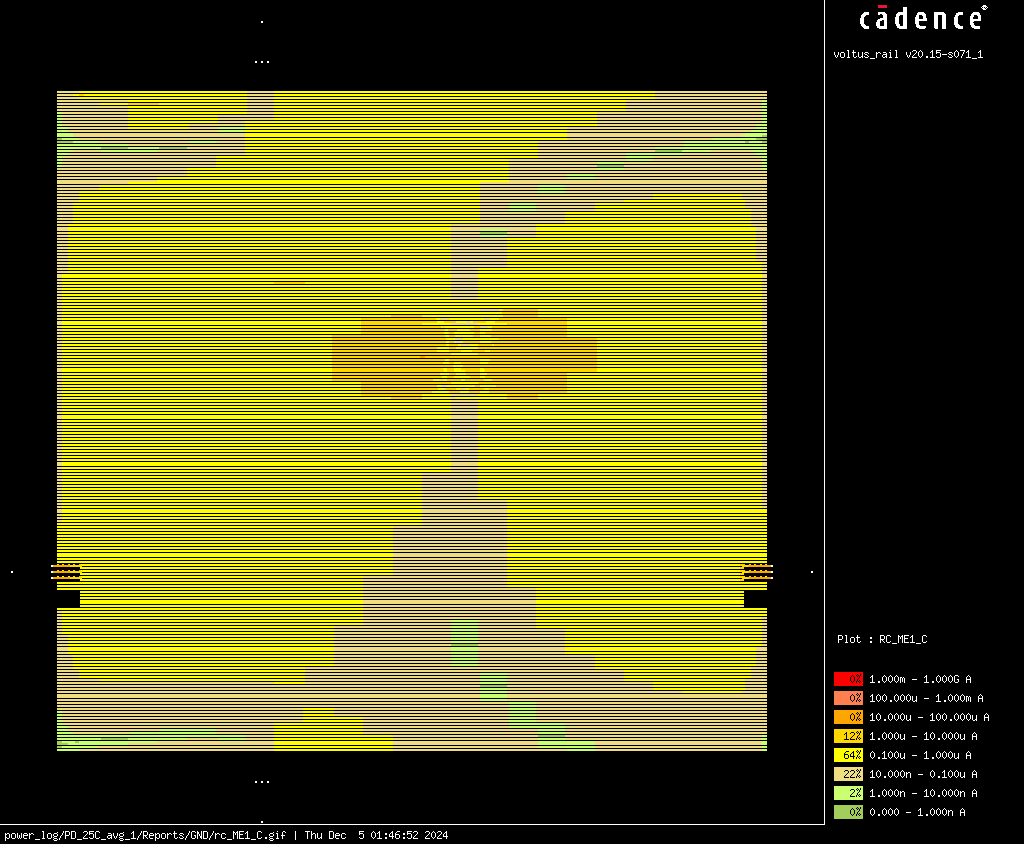 cādence®
voltus_rail v20.15-s071_1
Plot : RC_ME1_C
0% 1.000m - 1.000G A
0% 100.000u - 1.000m A
0% 10.000u - 100.000u A
12% 1.000u - 10.000u A
64% 0.100u - 1.000u A
22% 10.000n - 0.100u A
2% 1.000n - 10.000n A
0% 0.000 - 1.000n A
power_log/PD_25C_avg_1/Reports/GND/rc_ME1_C.gif | Thu Dec  5 01:46:52 2024